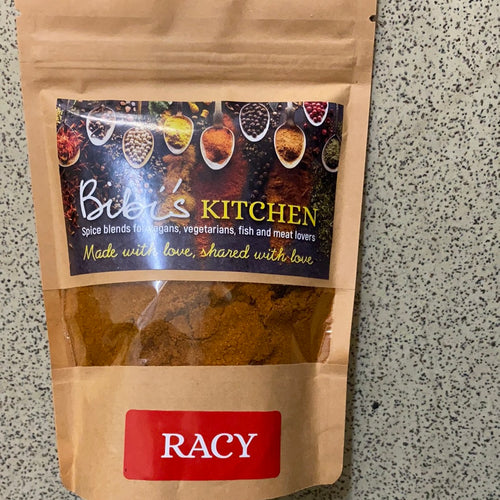 Bibi's KITCHEN
Spice blends for vegans, vegetarians, fish and meat lovers
Made with love, shared with love
RACY